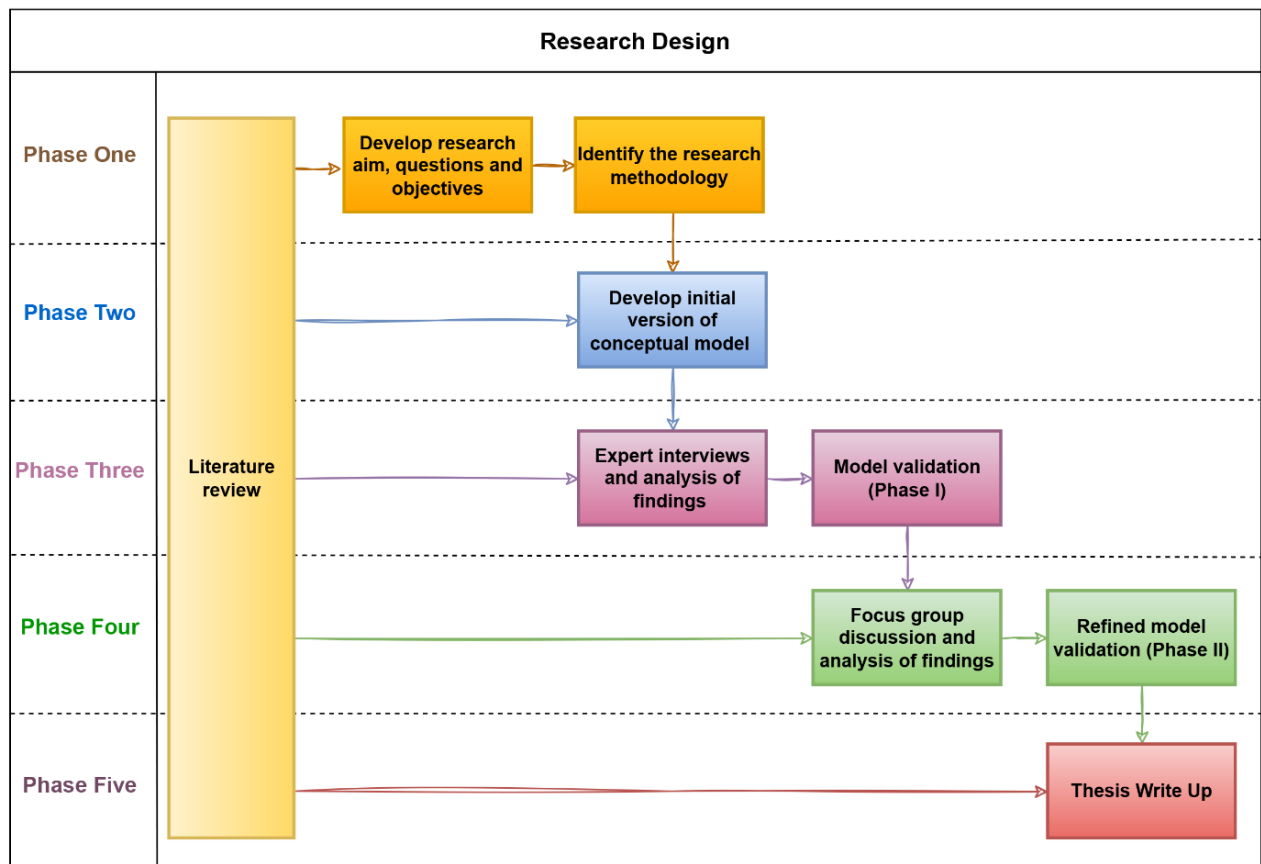 Research Design
Phase One
Develop research
aim, questions and
objectives
Identify the research
methodology
Phase Two
Develop initial
version of
conceptual model
Phase Three
Literature
review
Expert interviews
and analysis of
findings
Model validation
(Phase I)
Phase Four
Focus group
discussion and
analysis of findings
Refined model
validation (Phase II)
Phase Five
Thesis Write Up